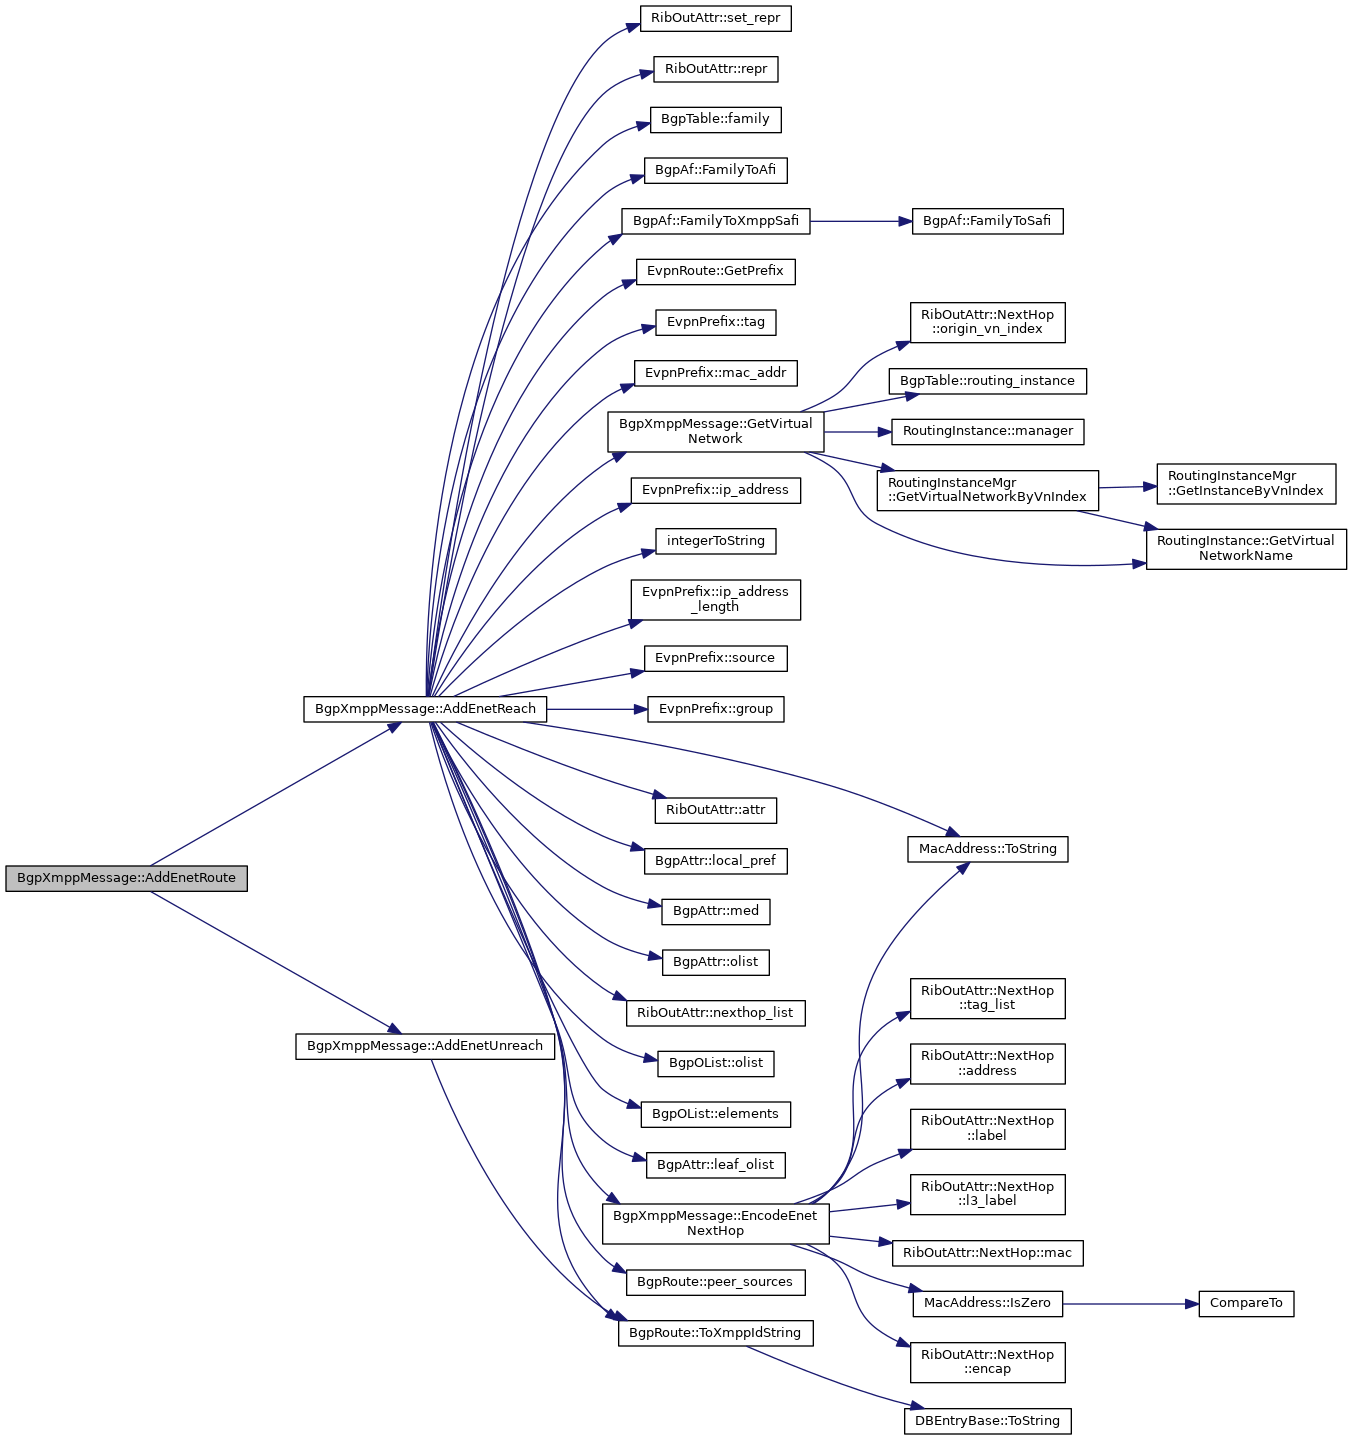 RibOutAttr::set_repr
RibOutAttr::repr
BgpTable::family
BgpAf::FamilyToAfi
BgpAf::FamilyToXmppSafi
BgpAf::FamilyToSafi
EvpnRoute::GetPrefix
EvpnPrefix::tag
RibOutAttr::NextHop
::origin_vn_index
EvpnPrefix::mac_addr
BgpTable::routing_instance
BgpXmppMessage::GetVirtual
Network
RoutingInstance::manager
EvpnPrefix::ip_address
RoutingInstanceMgr
::GetVirtualNetworkByVnIndex
RoutingInstanceMgr
::GetInstanceByVnIndex
integerToString
RoutingInstance::GetVirtual
NetworkName
EvpnPrefix::ip_address
_length
EvpnPrefix::source
BgpXmppMessage::AddEnetReach
EvpnPrefix::group
RibOutAttr::attr
MacAddress::ToString
BgpAttr::local_pref
BgpXmppMessage::AddEnetRoute
BgpAttr::med
BgpAttr::olist
RibOutAttr::NextHop
::tag_list
RibOutAttr::nexthop_list
BgpXmppMessage::AddEnetUnreach
BgpOList::olist
RibOutAttr::NextHop
::address
BgpOList::elements
RibOutAttr::NextHop
::label
BgpAttr::leaf_olist
RibOutAttr::NextHop
::l3_label
BgpXmppMessage::EncodeEnet
NextHop
RibOutAttr::NextHop::mac
BgpRoute::peer_sources
MacAddress::IsZero
CompareTo
BgpRoute::ToXmppIdString
RibOutAttr::NextHop
::encap
DBEntryBase::ToString